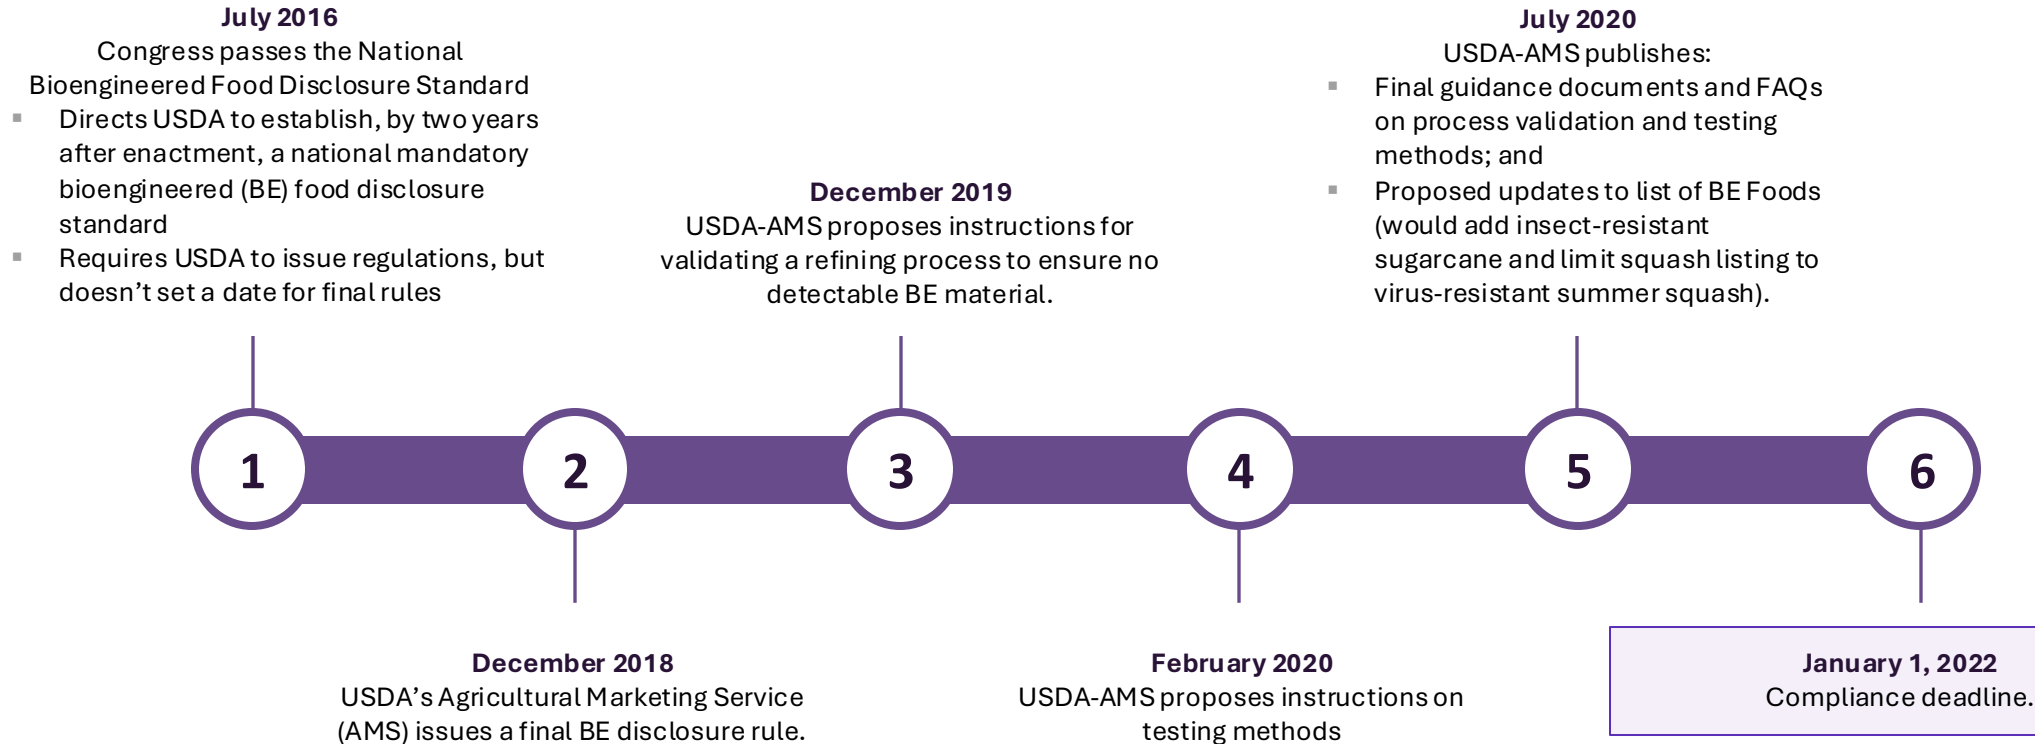 July 2016
Congress passes the National
Bioengineered Food Disclosure Standard
▪ Directs USDA to establish, by two years
after enactment, a national mandatory
bioengineered (BE) food disclosure
standard
▪ Requires USDA to issue regulations, but
doesn’t set a date for final rules
December 2019
USDA-AMS proposes instructions for
validating a refining process to ensure no
detectable BE material.
July 2020
USDA-AMS publishes:
▪ Final guidance documents and FAQs
on process validation and testing
methods; and
▪ Proposed updates to list of BE Foods
(would add insect-resistant
sugarcane and limit squash listing to
virus-resistant summer squash).
1
2
3
4
5
6
December 2018
USDA’s Agricultural Marketing Service
(AMS) issues a final BE disclosure rule.
February 2020
USDA-AMS proposes instructions on
testing methods
January 1, 2022
Compliance deadline.